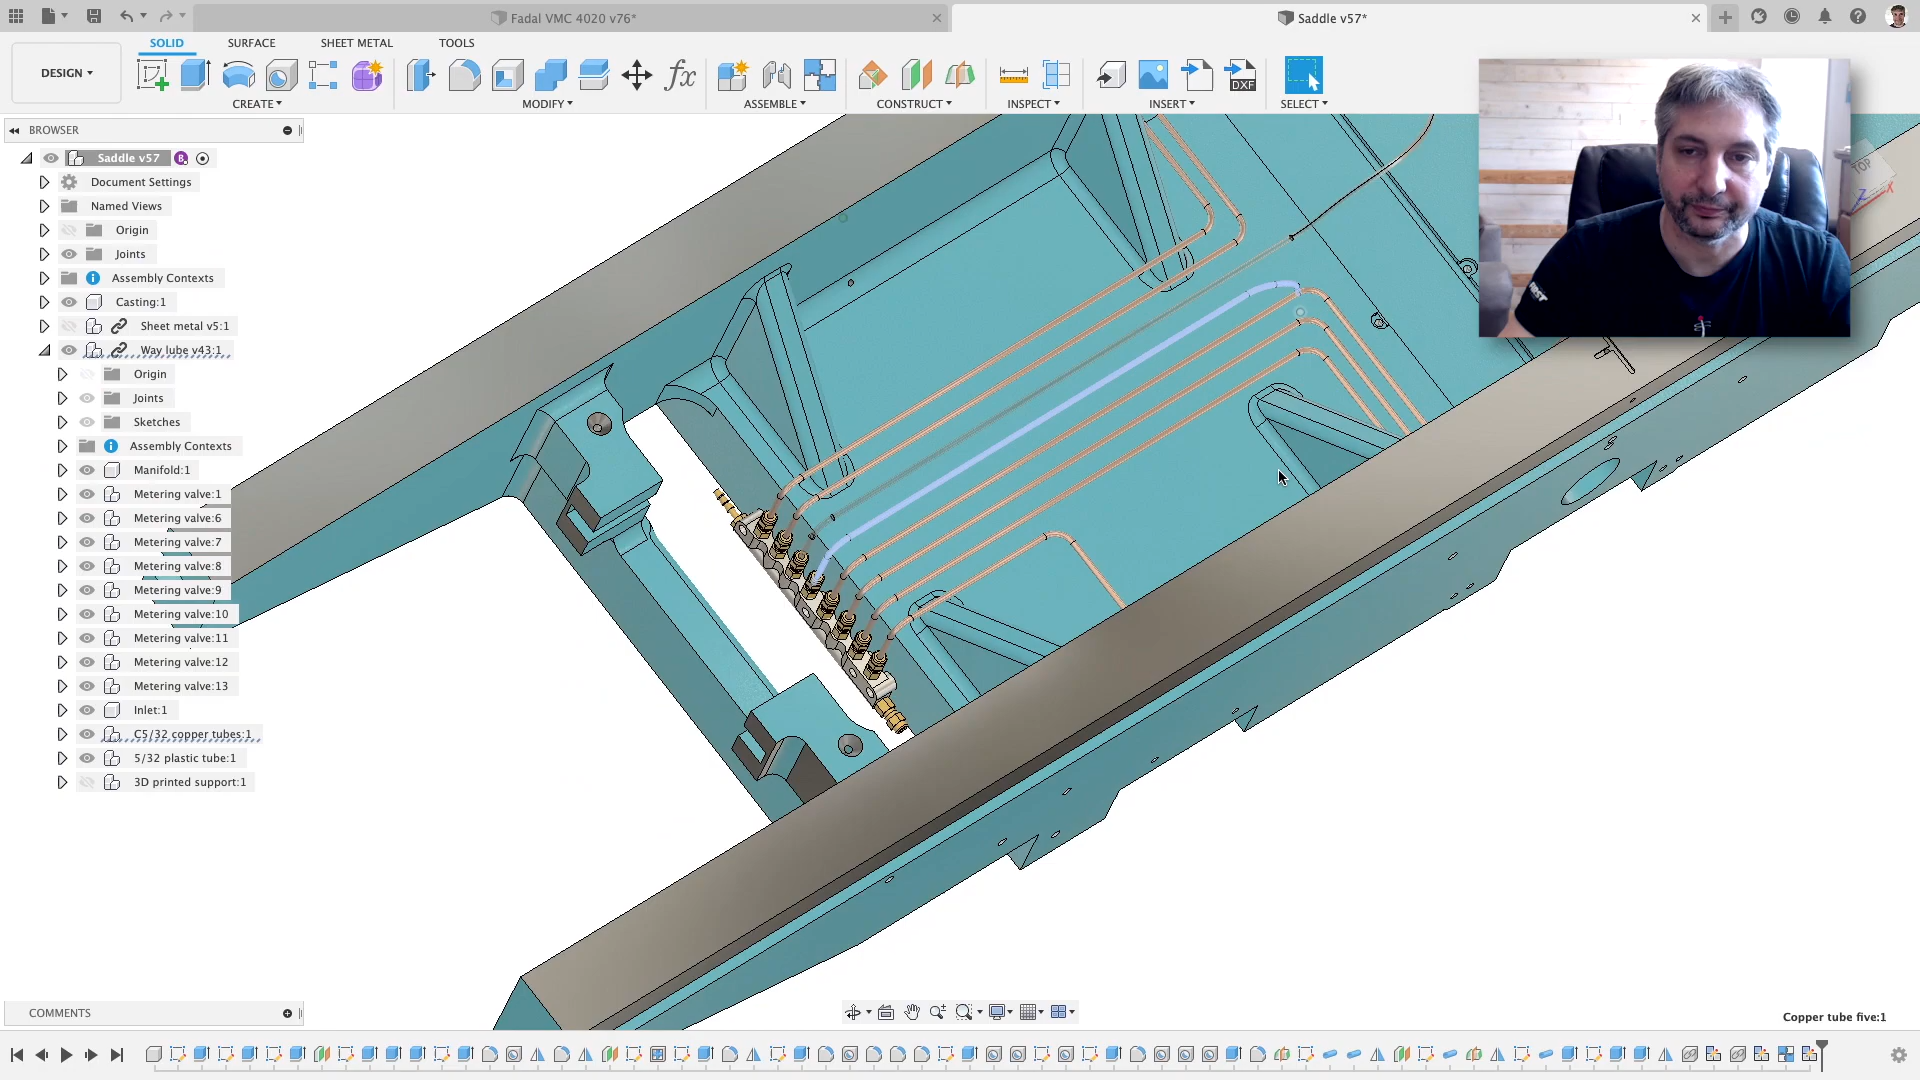 Fadal VMC 4020 v76*
Saddle v57*
SOLID
SURFACE
SHEET METAL
TOOLS
DESIGN
CREATE
MODIFY
ASSEMBLE
CONSTRUCT
INSPECT
INSERT
SELECT
fx
DXF
BROWSER
Saddle v57
B
Document Settings
Named Views
Origin
Joints
Assembly Contexts
Casting:1
Sheet metal v5:1
Way lube v43:1
Origin
Joints
Sketches
Assembly Contexts
Manifold:1
Metering valve:1
Metering valve:6
Metering valve:7
Metering valve:8
Metering valve:9
Metering valve:10
Metering valve:11
Metering valve:12
Metering valve:13
Inlet:1
C5/32 copper tubes:1
5/32 plastic tube:1
3D printed support:1
TOP
Z
X
FIRST
COMMENTS
Copper tube five:1